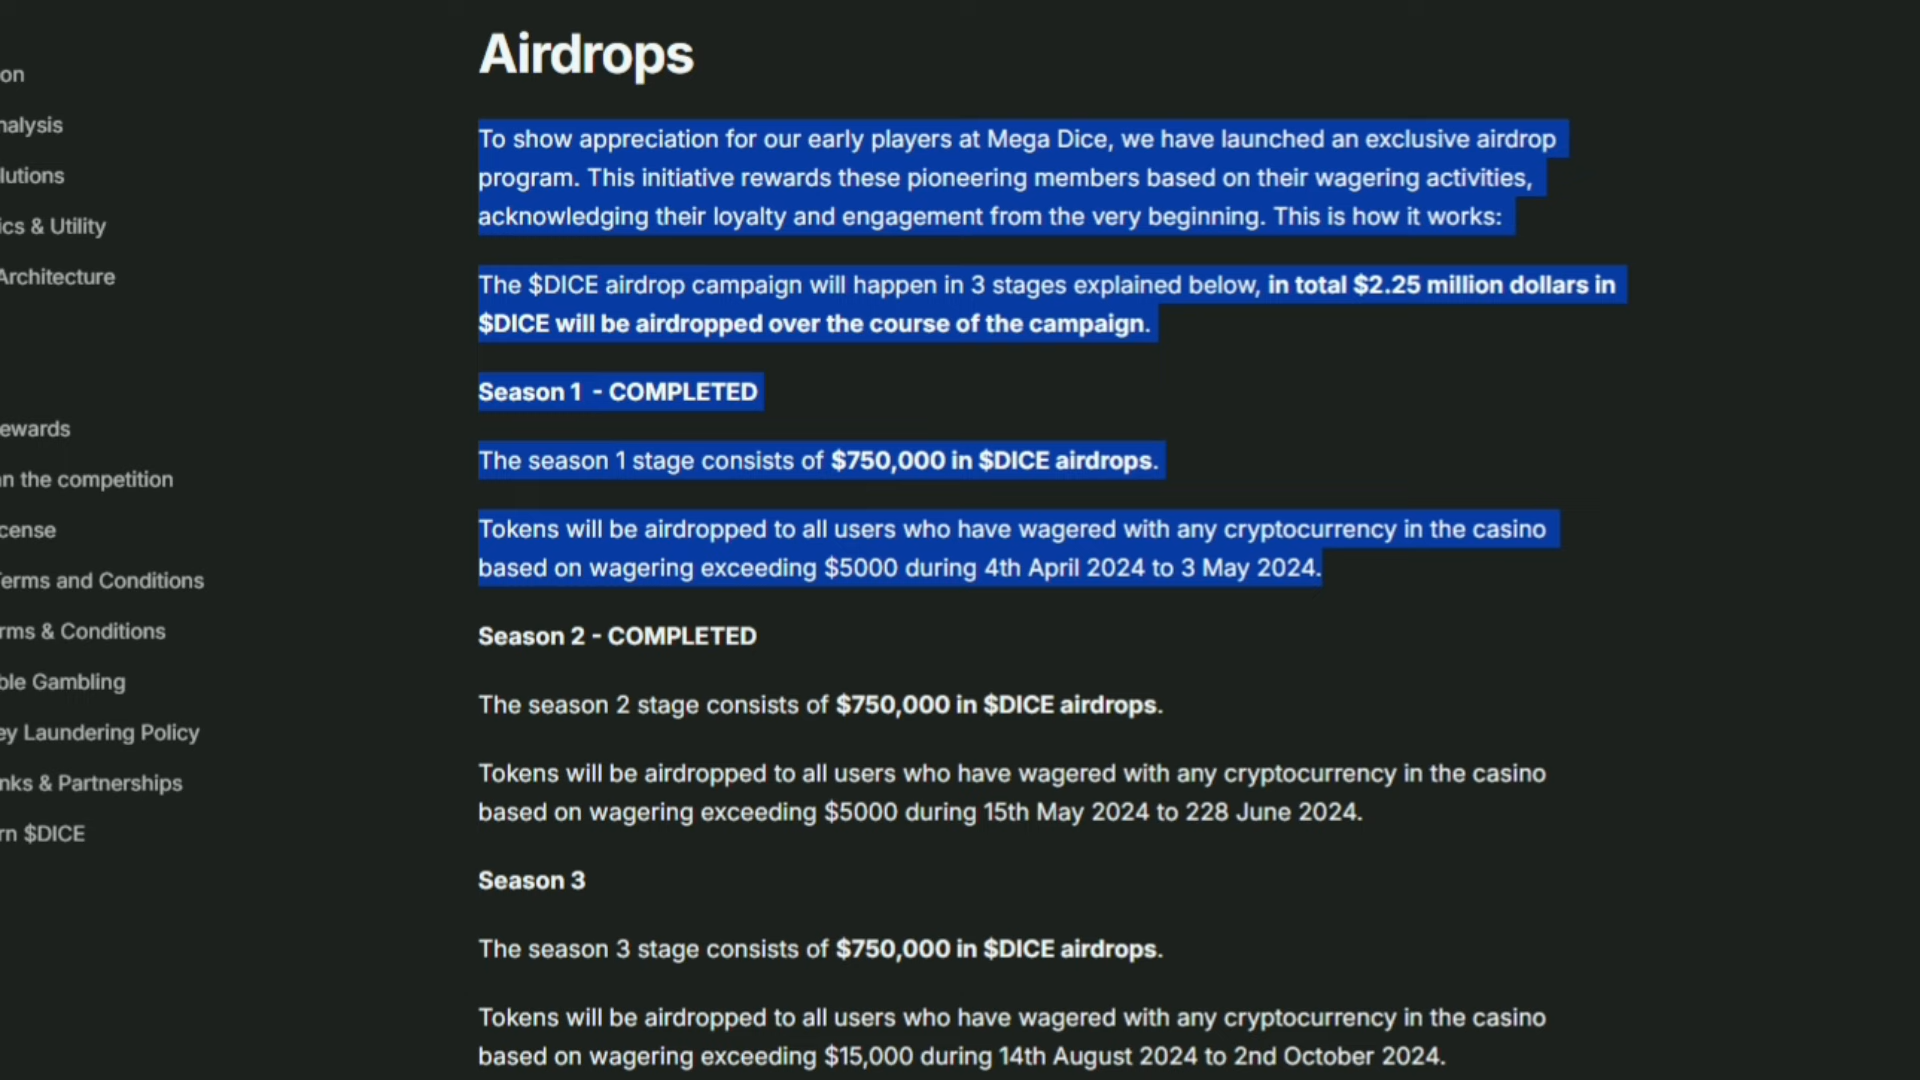 Airdrops
To show appreciation for our early players at Mega Dice, we have launched an exclusive airdrop
program. This initiative rewards these pioneering members based on their wagering activities,
acknowledging their loyalty and engagement from the very beginning. This is how it works:
The $DICE airdrop campaign will happen in 3 stages explained below, in total $2.25 million dollars in
$DICE will be airdropped over the course of the campaign.
Season 1 - COMPLETED
The season 1 stage consists of $750,000 in $DICE airdrops.
Tokens will be airdropped to all users who have wagered with any cryptocurrency in the casino
based on wagering exceeding $5000 during 4th April 2024 to 3 May 2024.
Season 2 - COMPLETED
The season 2 stage consists of $750,000 in $DICE airdrops.
Tokens will be airdropped to all users who have wagered with any cryptocurrency in the casino
based on wagering exceeding $5000 during 15th May 2024 to 228 June 2024.
Season 3
The season 3 stage consists of $750,000 in $DICE airdrops.
Tokens will be airdropped to all users who have wagered with any cryptocurrency in the casino
based on wagering exceeding $15,000 during 14th August 2024 to 2nd October 2024.
on
nalysis
lutions
ics & Utility
Architecture
ewards
an the competition
cense
Terms and Conditions
rms & Conditions
ble Gambling
ey Laundering Policy
nks & Partnerships
rn $DICE